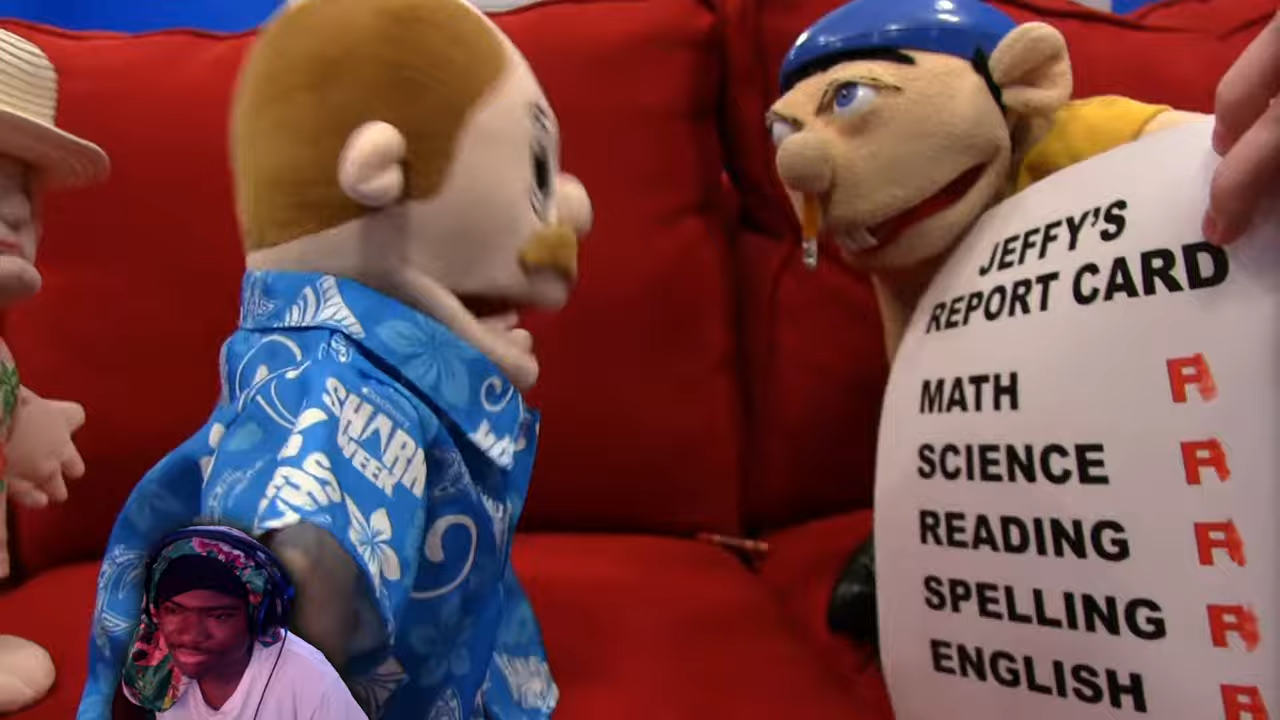 SHARK
WEEK
JEFFY'S
REPORT CARD
MATH
SCIENCE
READING
SPELLING
ENGLISH